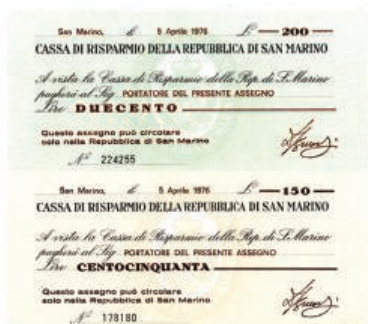 San Marino, li 5 Aprile 1976 £ — 200 —
CASSA DI RISPARMIO DELLA REPUBBLICA DI SAN MARINO
A vista la Cassa di Risparmio della Rep. di S. Marino
pagherà al Sig. PORTATORE DEL PRESENTE ASSEGNO
Lire DUECENTO
Questo assegno può circolare
solo nella Repubblica di San Marino
Nº 224255
San Marino, li 5 Aprile 1976 £ — 150 —
CASSA DI RISPARMIO DELLA REPUBBLICA DI SAN MARINO
A vista la Cassa di Risparmio della Rep. di S. Marino
pagherà al Sig. PORTATORE DEL PRESENTE ASSEGNO
Lire CENTOCINQUANTA
Questo assegno può circolare
solo nella Repubblica di San Marino
Nº 178180